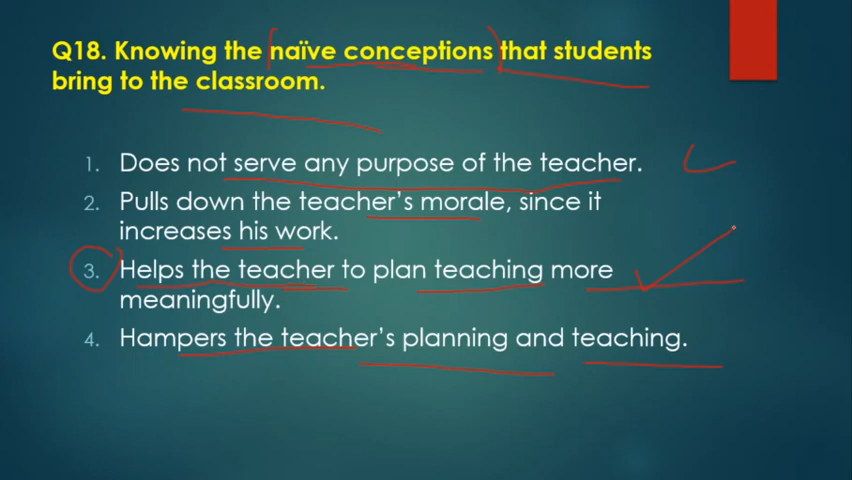 Q18. Knowing the naïve conceptions that students
bring to the classroom.
1. Does not serve any purpose of the teacher.
2. Pulls down the teacher's morale, since it
increases his work.
3. Helps the teacher to plan teaching more
meaningfully.
4. Hampers the teacher's planning and teaching.